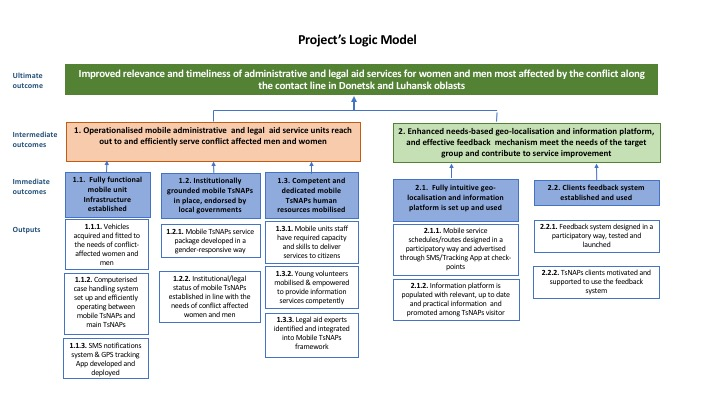 Project's Logic Model
Ultimate
outcome
Improved relevance and timeliness of administrative and legal aid services for women and men most affected by the conflict along
the contact line in Donetsk and Luhansk oblasts
Intermediate
outcomes
1. Operationalised mobile administrative and legal aid service units reach
out to and efficiently serve conflict affected men and women
2. Enhanced needs-based geo-localisation and information platform,
and effective feedback mechanism meet the needs of the target
group and contribute to service improvement
Immediate
outcomes
1.1. Fully functional
mobile unit
Infrastructure
established
1.2. Institutionally
grounded mobile TsNAPs
in place, endorsed by
local governments
1.3. Competent and
dedicated mobile
TsNAPs human
resources mobilised
2.1. Fully intuitive geo-
localisation and information
platform is set up and used
2.2. Clients feedback system
established and used
Outputs
1.1.1. Vehicles
acquired and fitted to
the needs of conflict-
affected women and
men
1.1.2. Computerised
case handling system
set up and efficiently
operating between
mobile TsNAPs and
main TsNAPs
1.1.3. SMS notifications
system & GPS tracking
App developed and
deployed
1.2.1. Mobile TsNAPs service
package developed in a
gender-responsive way
1.2.2. Institutional/legal
status of mobile TsNAPs
established in line with the
needs of conflict affected
women and men
1.3.1. Mobile units staff
have required capacity
and skills to deliver
services to citizens
1.3.2. Young volunteers
mobilised & empowered
to provide information
services competently
1.3.3. Legal aid experts
identified and integrated
into Mobile TsNAPs
framework
2.1.1. Mobile service
schedules/routes designed in a
participatory way and advertised
through SMS/Tracking App at check-
points
2.1.2. Information platform is
populated with relevant, up to date
and practical information and
promoted among TsNAPs visitor
2.2.1. Feedback system designed in a
participatory way, tested and
launched
2.2.2. TsNAPs clients motivated and
supported to use the feedback
system